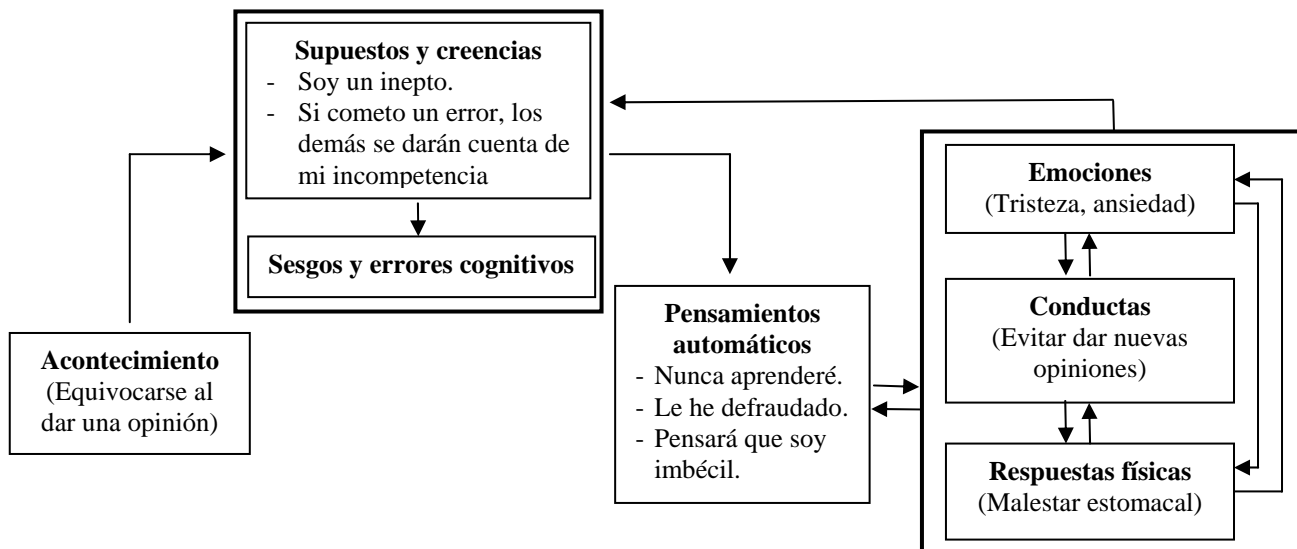 Supuestos y creencias
- Soy un inepto.
- Si cometo un error, los
demás se darán cuenta de
mi incompetencia
Sesgos y errores cognitivos
Acontecimiento
(Equivocarse al
dar una opinión)
Pensamientos
automáticos
- Nunca aprenderé.
- Le he defraudado.
- Pensará que soy
imbécil.
Emociones
(Tristeza, ansiedad)
Conductas
(Evitar dar nuevas
opiniones)
Respuestas físicas
(Malestar estomacal)